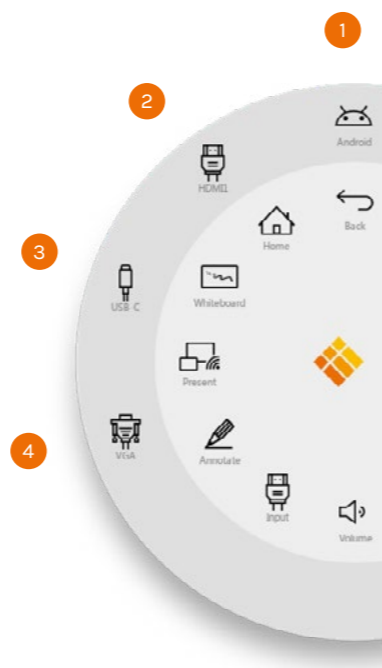 1
Android
2
HDMI1
Back
Home
3
USB-C
Whiteboard
Present
4
VGA
Annotate
Input
Volume